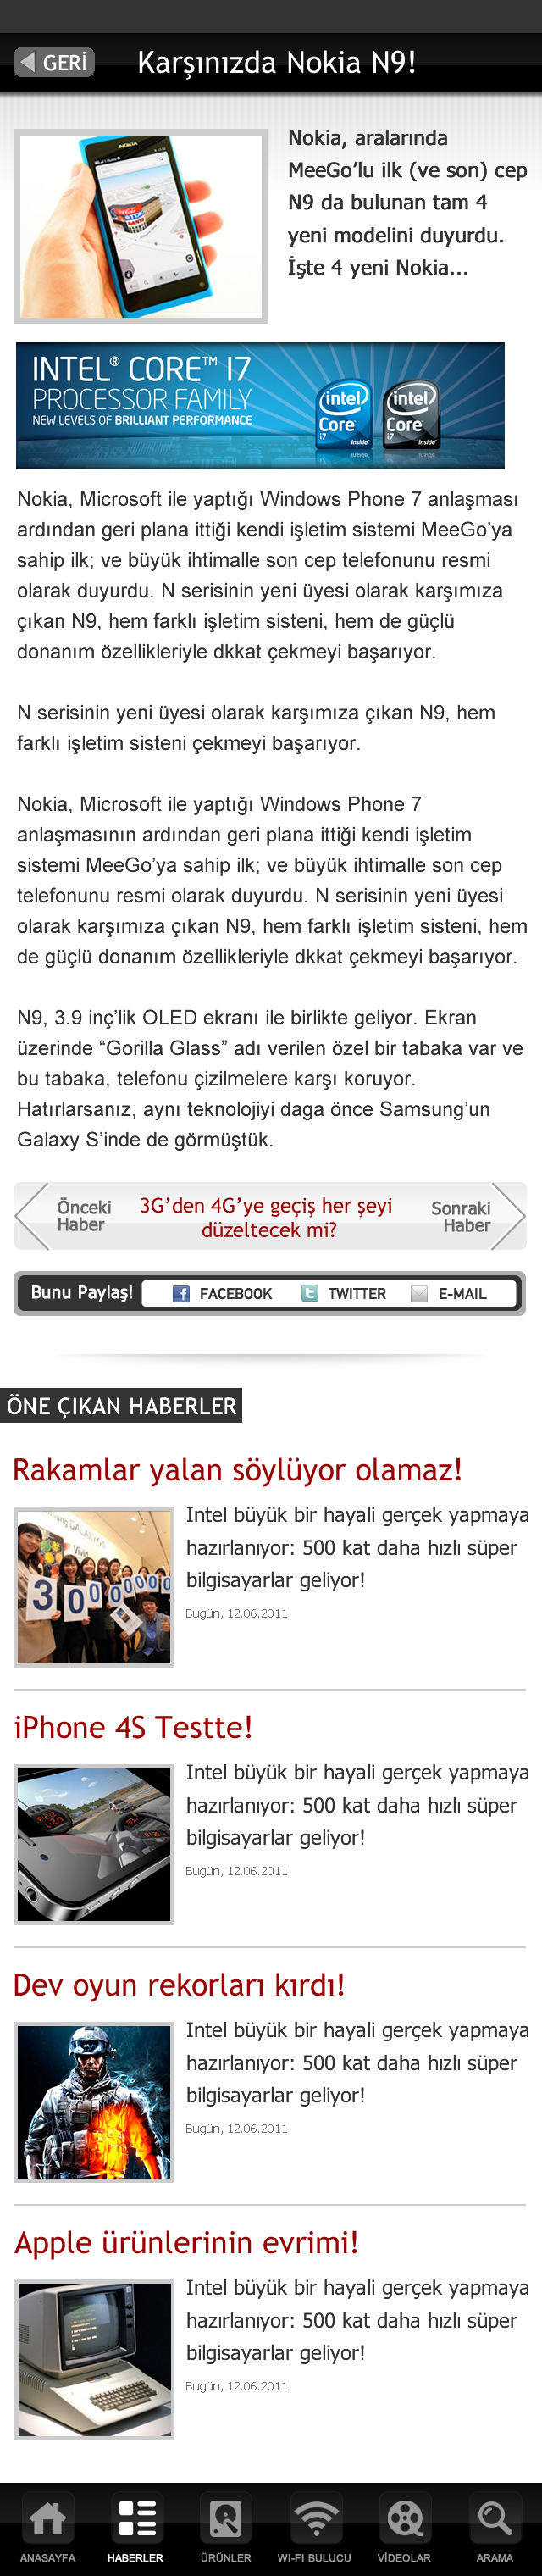 GERİ
Karşınızda Nokia N9!
NOKIA
Nokia, aralarında
MeeGo’lu ilk (ve son) cep
N9 da bulunan tam 4
yeni modelini duyurdu.
İşte 4 yeni Nokia...
INTEL® CORE™ I7
PROCESSOR FAMILY
NEW LEVELS OF BRILLIANT PERFORMANCE
intel
Core
i7
inside™
intel
Core
i7
inside™
Nokia, Microsoft ile yaptığı Windows Phone 7 anlaşması
ardından geri plana ittiği kendi işletim sistemi MeeGo’ya
sahip ilk; ve büyük ihtimalle son cep telefonunu resmi
olarak duyurdu. N serisinin yeni üyesi olarak karşımıza
çıkan N9, hem farklı işletim sisteni, hem de güçlü
donanım özellikleriyle dkkat çekmeyi başarıyor.
N serisinin yeni üyesi olarak karşımıza çıkan N9, hem
farklı işletim sisteni çekmeyi başarıyor.
Nokia, Microsoft ile yaptığı Windows Phone 7
anlaşmasının ardından geri plana ittiği kendi işletim
sistemi MeeGo’ya sahip ilk; ve büyük ihtimalle son cep
telefonunu resmi olarak duyurdu. N serisinin yeni üyesi
olarak karşımıza çıkan N9, hem farklı işletim sisteni, hem
de güçlü donanım özellikleriyle dkkat çekmeyi başarıyor.
N9, 3.9 inç’lik OLED ekranı ile birlikte geliyor. Ekran
üzerinde “Gorilla Glass” adı verilen özel bir tabaka var ve
bu tabaka, telefonu çizilmelere karşı koruyor.
Hatırlarsanız, aynı teknolojiyi daga önce Samsung’un
Galaxy S’inde de görmüştük.
Önceki
Haber
3G’den 4G’ye geçiş her şeyi
düzeltecek mi?
Sonraki
Haber
Bunu Paylaş!
FACEBOOK
TWITTER
E-MAIL
ÖNE ÇIKAN HABERLER
Rakamlar yalan söylüyor olamaz!
30000000
Intel büyük bir hayali gerçek yapmaya
hazırlanıyor: 500 kat daha hızlı süper
bilgisayarlar geliyor!
Bugün, 12.06.2011
iPhone 4S Testte!
Intel büyük bir hayali gerçek yapmaya
hazırlanıyor: 500 kat daha hızlı süper
bilgisayarlar geliyor!
Bugün, 12.06.2011
Dev oyun rekorları kırdı!
Intel büyük bir hayali gerçek yapmaya
hazırlanıyor: 500 kat daha hızlı süper
bilgisayarlar geliyor!
Bugün, 12.06.2011
Apple ürünlerinin evrimi!
Intel büyük bir hayali gerçek yapmaya
hazırlanıyor: 500 kat daha hızlı süper
bilgisayarlar geliyor!
Bugün, 12.06.2011
ANASAYFA
HABERLER
ÜRÜNLER
WI-FI BULUCU
VİDEOLAR
ARAMA